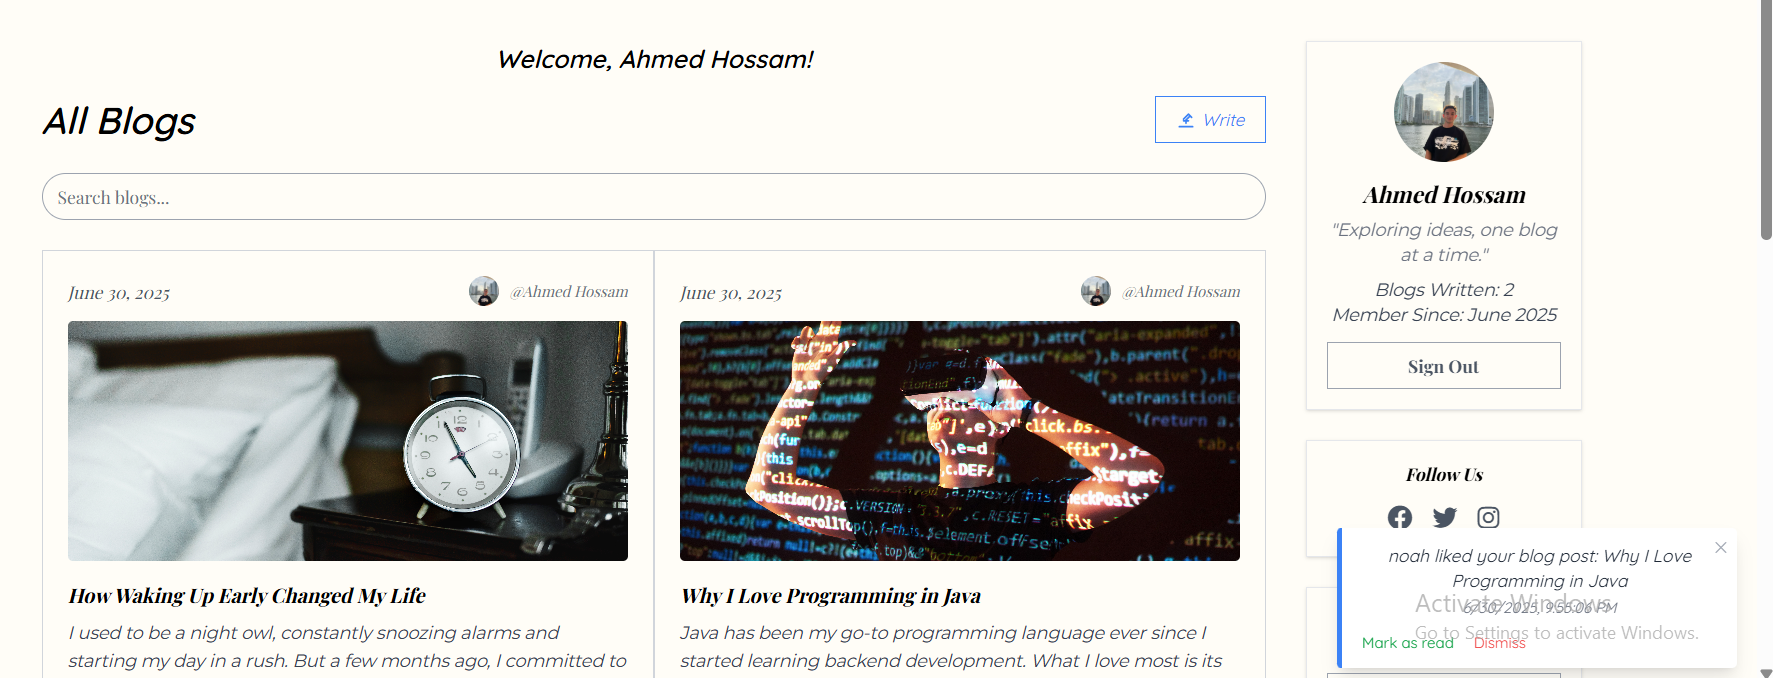 Welcome, Ahmed Hossam!
All Blogs
Write
Search blogs...
June 30, 2025
@Ahmed Hossam
How Waking Up Early Changed My Life
I used to be a night owl, constantly snoozing alarms and
starting my day in a rush. But a few months ago, I committed to
June 30, 2025
@Ahmed Hossam
Why I Love Programming in Java
Java has been my go-to programming language ever since I
started learning backend development. What I love most is its
Ahmed Hossam
"Exploring ideas, one blog
at a time."
Blogs Written: 2
Member Since: June 2025
Sign Out
Follow Us
noah liked your blog post: Why I Love
Programming in Java
6/30/2025, 9:55:06 PM
Mark as read
Dismiss
Activate Windows
Go to Settings to activate Windows.